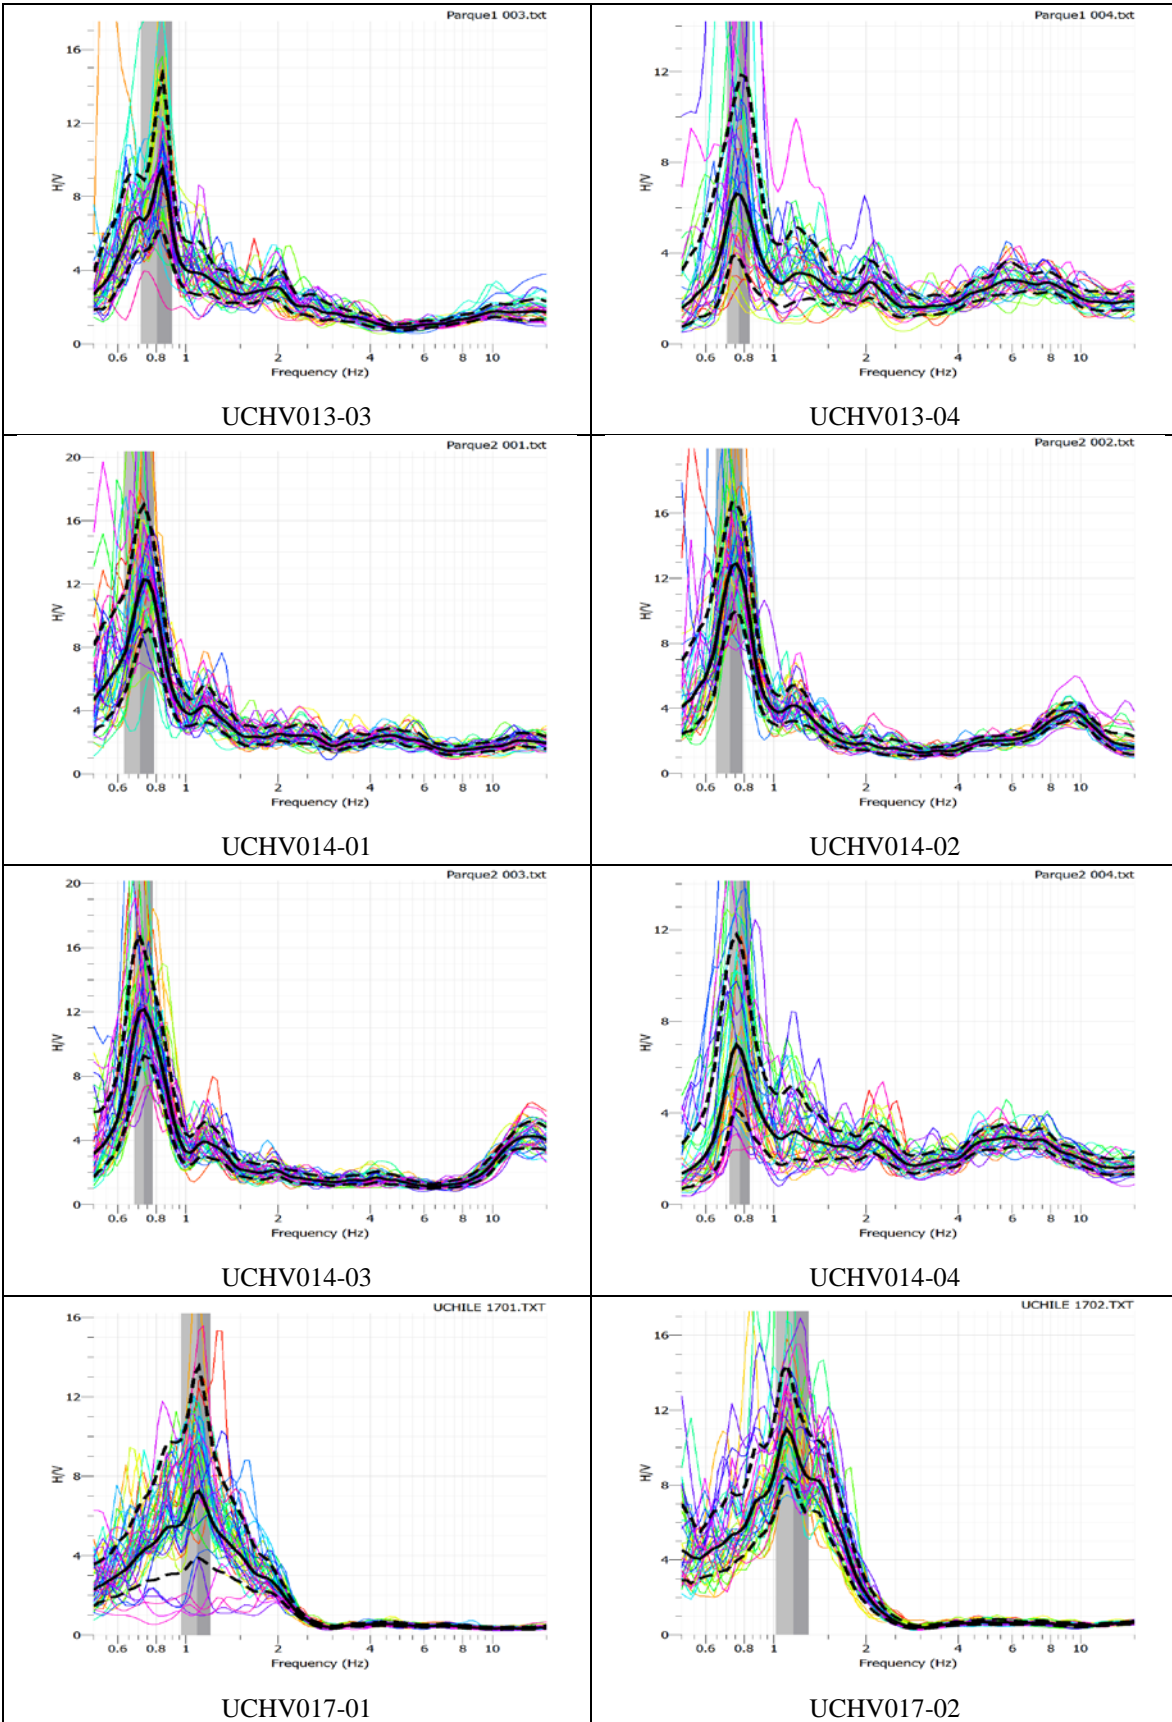 Parque1 003.txt
16
12
8
4
0
H/V
0.6 0.8 1 2 4 6 8 10
Frequency (Hz)
UCHV013-03
Parque1 004.txt
12
8
4
0
H/V
0.6 0.8 1 2 4 6 8 10
Frequency (Hz)
UCHV013-04
Parque2 001.txt
20
16
12
8
4
0
H/V
0.6 0.8 1 2 4 6 8 10
Frequency (Hz)
UCHV014-01
Parque2 002.txt
16
12
8
4
0
H/V
0.6 0.8 1 2 4 6 8 10
Frequency (Hz)
UCHV014-02
Parque2 003.txt
20
16
12
8
4
0
H/V
0.6 0.8 1 2 4 6 8 10
Frequency (Hz)
UCHV014-03
Parque2 004.txt
12
8
4
0
H/V
0.6 0.8 1 2 4 6 8 10
Frequency (Hz)
UCHV014-04
UCHILE 1701.TXT
16
12
8
4
0
H/V
0.6 0.8 1 2 4 6 8 10
Frequency (Hz)
UCHV017-01
UCHILE 1702.TXT
16
12
8
4
0
H/V
0.6 0.8 1 2 4 6 8 10
Frequency (Hz)
UCHV017-02